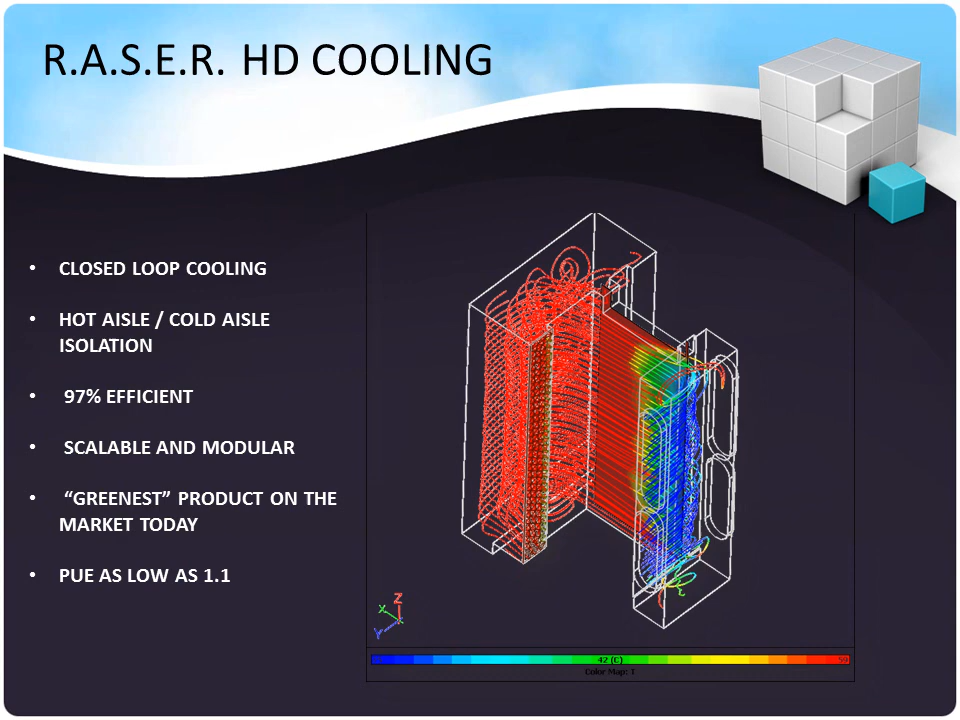 R.A.S.E.R. HD COOLING
• CLOSED LOOP COOLING
• HOT AISLE / COLD AISLE
ISOLATION
• 97% EFFICIENT
• SCALABLE AND MODULAR
• “GREENEST” PRODUCT ON THE
MARKET TODAY
• PUE AS LOW AS 1.1
Z
X
Y
42 (C)
Color Map: T